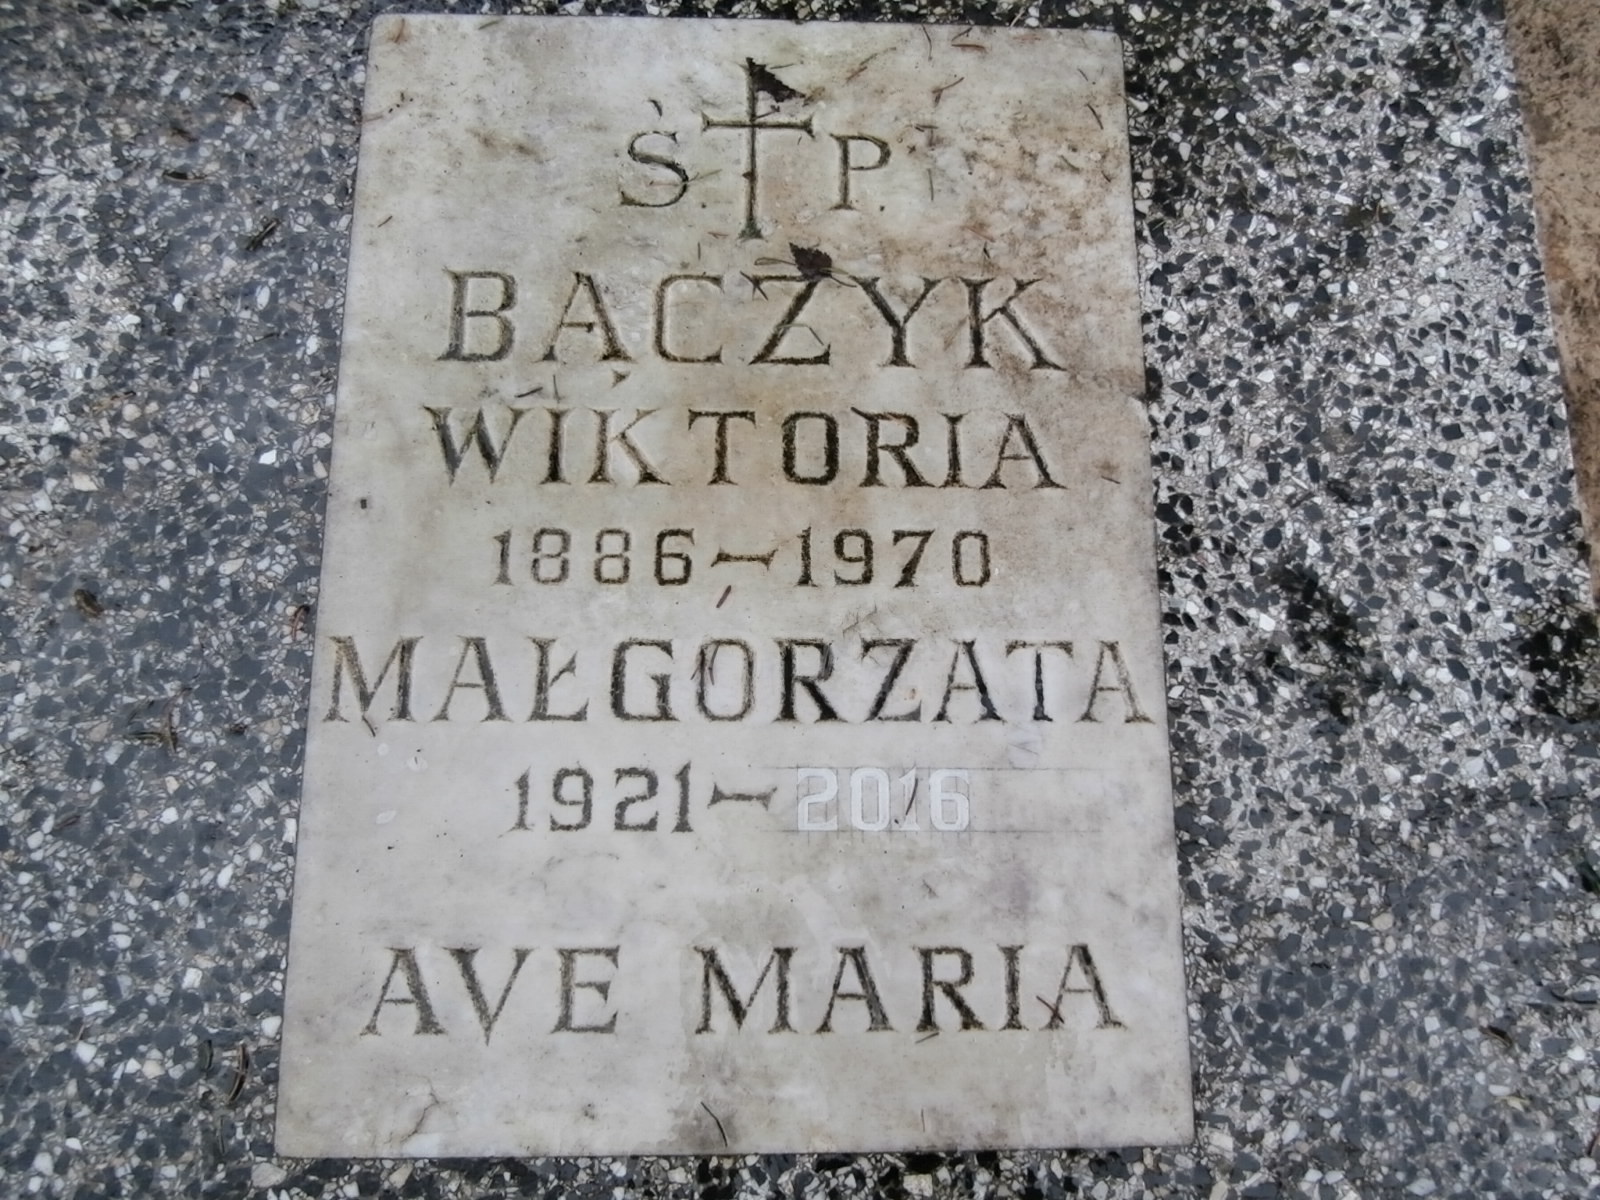 Ś. P.
BĄCZYK
WIKTORIA
1886-1970
MAŁGORZATA
1921-2016
AVE MARIA